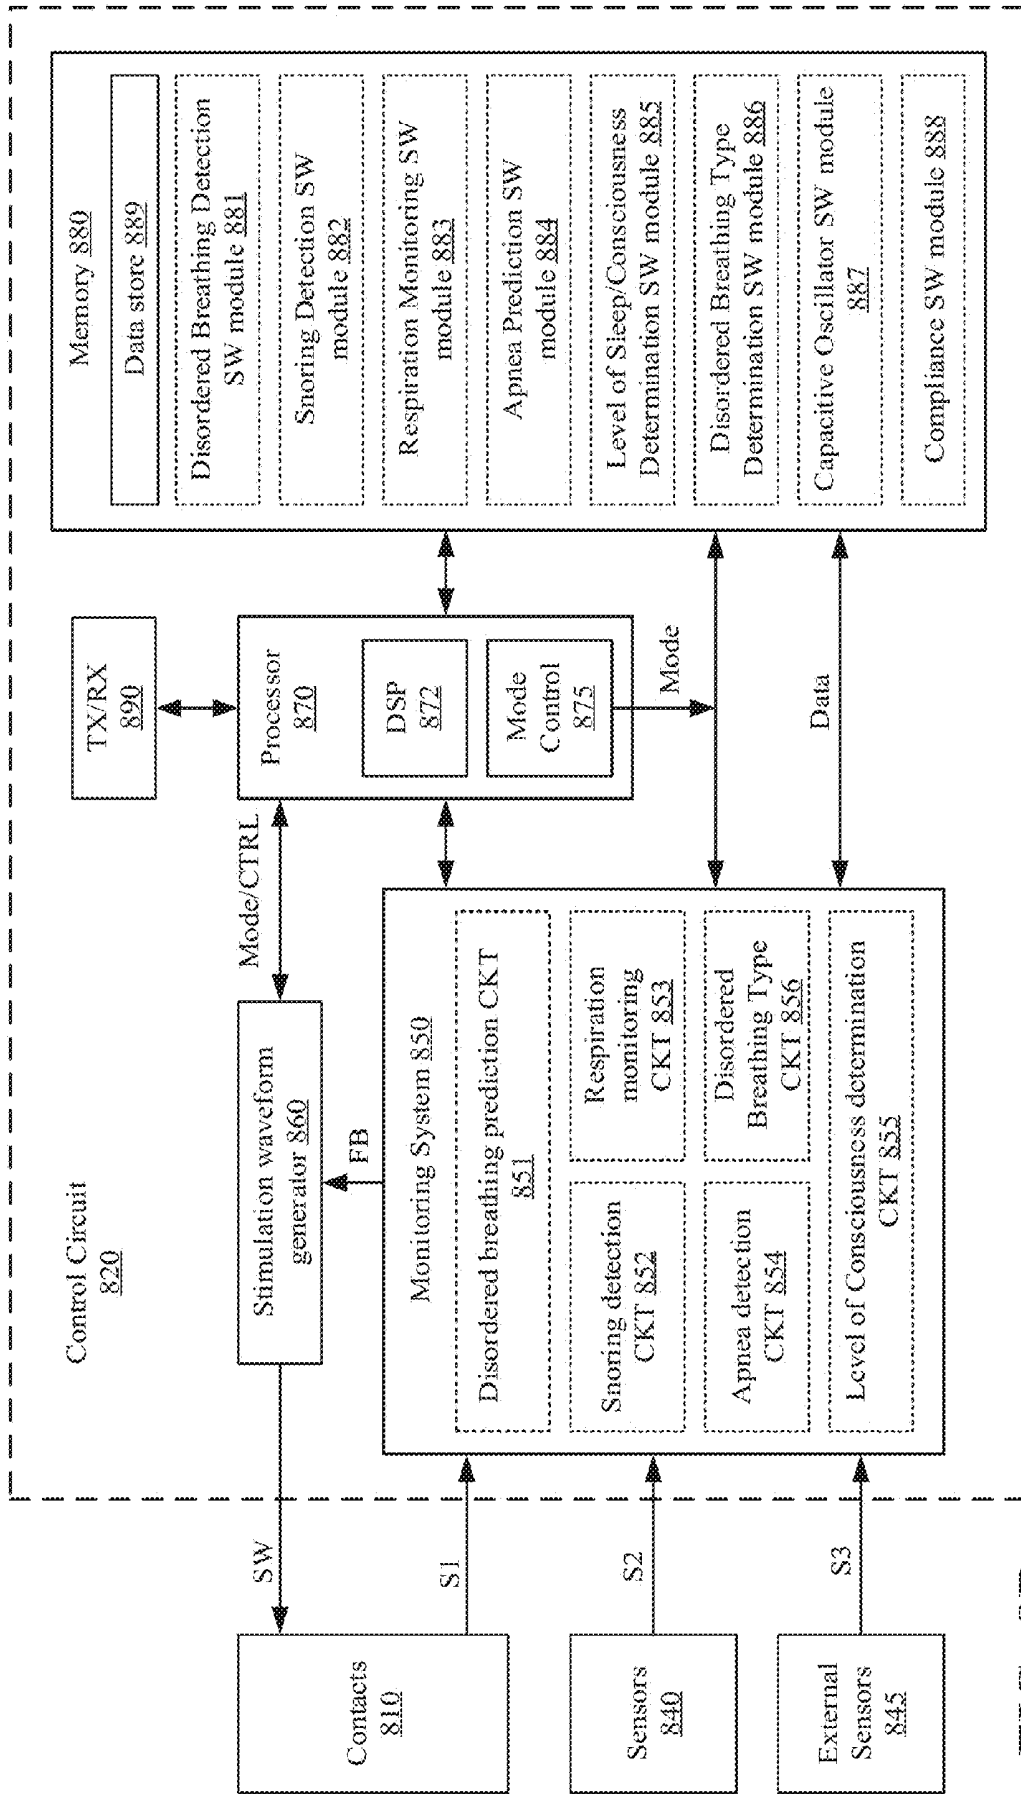 Control Circuit
820
Contacts
810
Sensors
840
External
Sensors
845
SW
S1
S2
S3
Stimulation waveform
generator 860
FB
Mode/CTRL
Monitoring System 850
Disordered breathing prediction CKT
851
Snoring detection
CKT 852
Respiration
monitoring
CKT 853
Apnea detection
CKT 854
Disordered
Breathing Type
CKT 856
Level of Consciousness determination
CKT 855
TX/RX
890
Processor
870
DSP
872
Mode
Control
875
Mode
Data
Memory 880
Data store 889
Disordered Breathing Detection
SW module 881
Snoring Detection SW
module 882
Respiration Monitoring SW
module 883
Apnea Prediction SW
module 884
Level of Sleep/Consciousness
Determination SW module 885
Disordered Breathing Type
Determination SW module 886
Capacitive Oscillator SW module
887
Compliance SW module 888